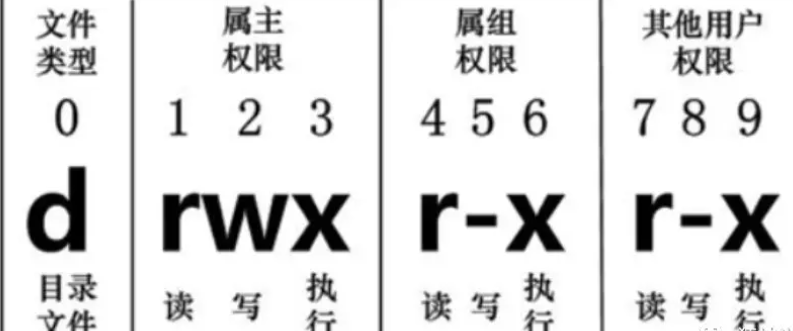 文件 属主 属组 其他用户
类型 权限 权限 权限
0 1 2 3 4 5 6 7 8 9
d rwx r-x r-x
目录 读 写 执行 读 写 执行 读 写 执行
文件